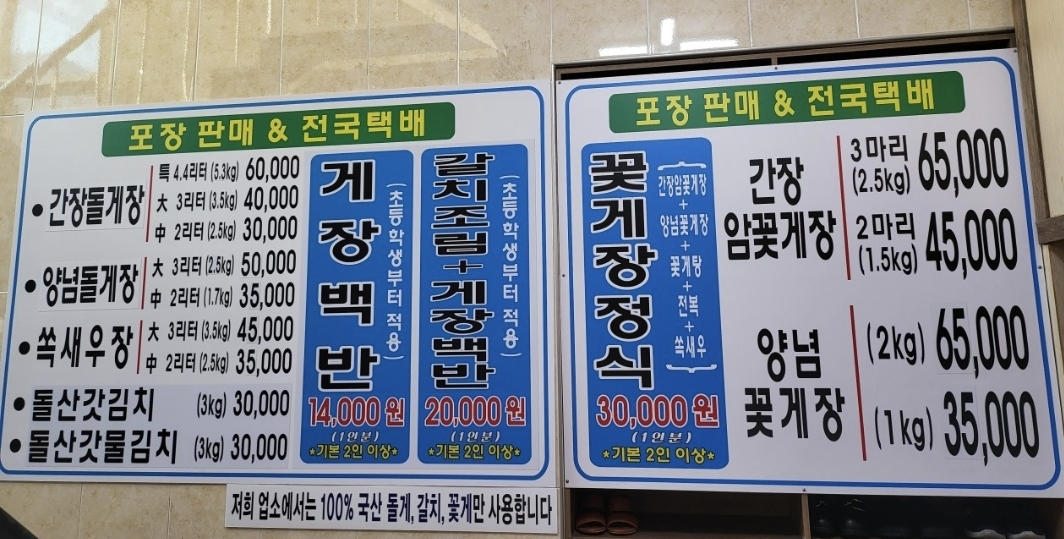 포장 판매 & 전국택배
• 간장돌게장
특 4.4리터 (5.3kg) 60,000
大 3리터 (3.5kg) 40,000
中 2리터 (2.5kg) 30,000
• 양념돌게장
大 3리터 (2.5kg) 50,000
中 2리터 (1.7kg) 35,000
• 쏙새우장
大 3리터 (3.5kg) 45,000
中 2리터 (2.5kg) 35,000
• 돌산갓김치 (3kg) 30,000
• 돌산갓물김치 (3kg) 30,000
게장백반
(초등학생부터 적용)
14,000원
(1인분)
*기본 2인 이상*
갈치조림+게장백반
(초등학생부터 적용)
20,000원
(1인분)
*기본 2인 이상*
저희 업소에서는 100% 국산 돌게, 갈치, 꽃게만 사용합니다
포장 판매 & 전국택배
꽃게장정식
(간장암꽃게장+양념꽃게장+꽃게탕+전복+쏙새우)
30,000원
(1인분)
*기본 2인 이상*
간장
암꽃게장
3마리 (2.5kg) 65,000
2마리 (1.5kg) 45,000
양념
꽃게장
(2kg) 65,000
(1kg) 35,000